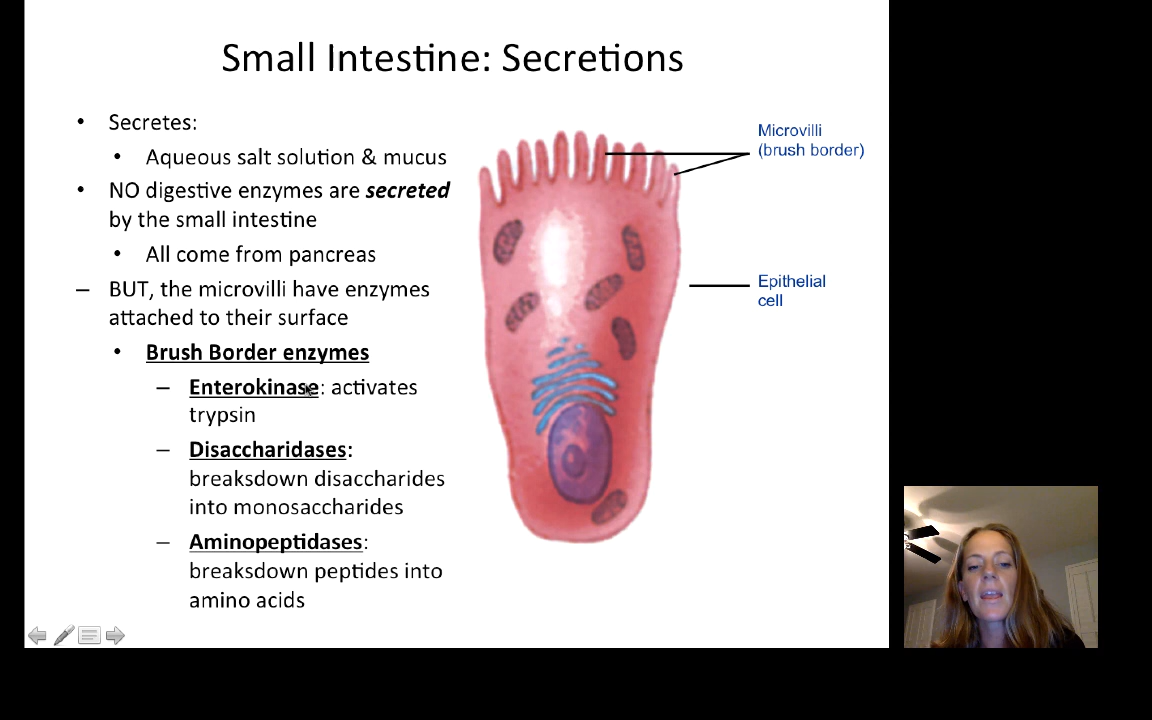 Small Intestine: Secretions
• Secretes:
• Aqueous salt solution & mucus
• NO digestive enzymes are secreted
by the small intestine
• All come from pancreas
– BUT, the microvilli have enzymes
attached to their surface
• Brush Border enzymes
– Enterokinase: activates
trypsin
– Disaccharidases:
breaksdown disaccharides
into monosaccharides
– Aminopeptidases:
breaksdown peptides into
amino acids
Microvilli
(brush border)
Epithelial
cell